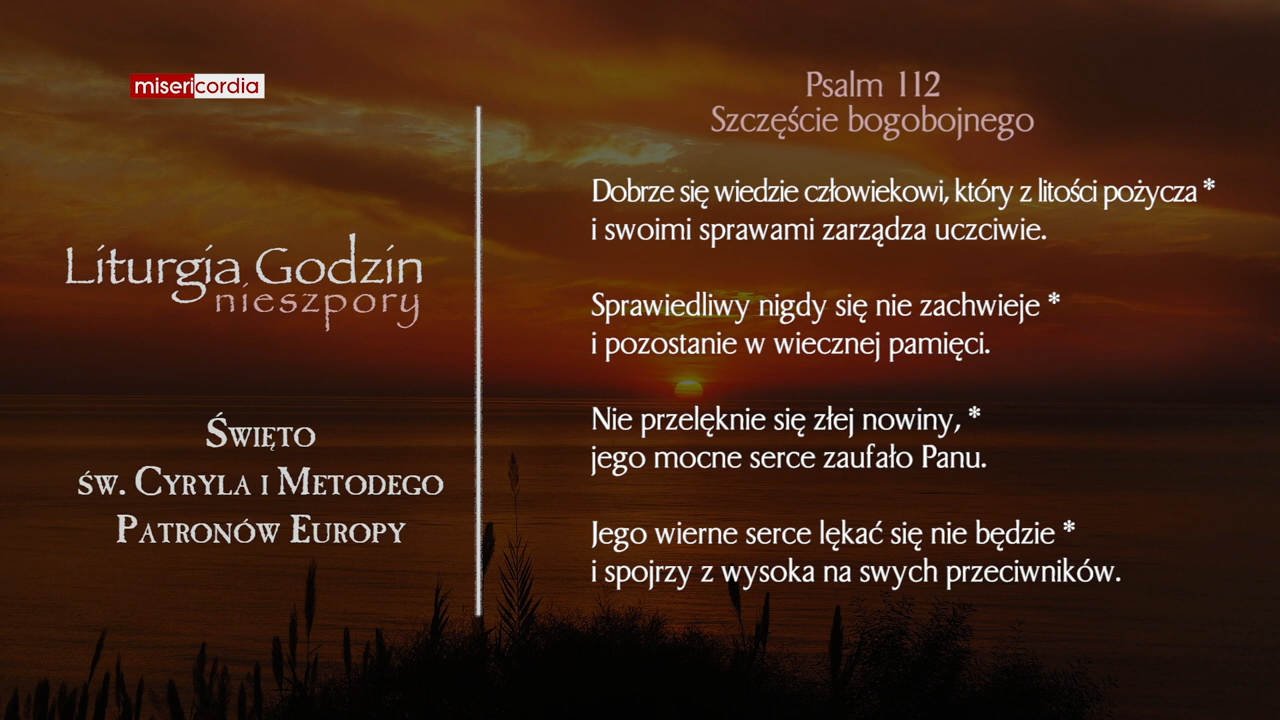 misericordia
Liturgia Godzin
nieszpory
Święto
św. Cyryla i Metodego
Patronów Europy
Psalm 112
Szczęście bogobojnego
Dobrze się wiedzie człowiekowi, który z litości pożycza *
i swoimi sprawami zarządza uczciwie.
Sprawiedliwy nigdy się nie zachwieje *
i pozostanie w wiecznej pamięci.
Nie przelęknie się złej nowiny, *
jego mocne serce zaufało Panu.
Jego wierne serce lękać się nie będzie *
i spojrzy z wysoka na swych przeciwników.